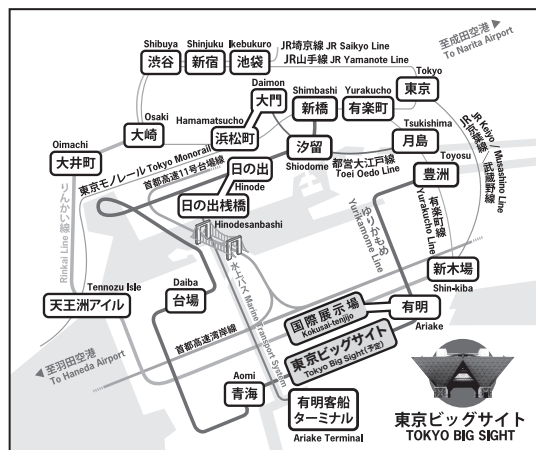 至成田空港
To Narita Airport
Shibuya
渋谷
Shinjuku
新宿
Ikebukuro
池袋
JR埼京線 JR Saikyo Line
JR山手線 JR Yamanote Line
Tokyo
東京
Daimon
大門
Shimbashi
新橋
Yurakucho
有楽町
Osaki
大崎
Hamamatsucho
浜松町
Tsukishima
月島
JR京葉線 武蔵野線
JR Keiyo / Musashino Line
Oimachi
大井町
東京モノレール Tokyo Monorail
首都高速11号台場線
汐留
Shiodome
都営大江戸線
Toei Oedo Line
Toyosu
豊洲
日の出
Hinode
日の出桟橋
Hinodesanbashi
りんかい線
Rinkai Line
ゆりかもめ
Yurikamome Line
有楽町線
Yurakucho Line
新木場
Shin-kiba
Tennozu Isle
天王洲アイル
Daiba
台場
水上バス Marine Transport System
国際展示場
Kokusai-tenjijo
有明
Ariake
首都高速湾岸線
至羽田空港
To Haneda Airport
東京ビッグサイト
Tokyo Big Sight(予定)
Aomi
青海
有明客船
ターミナル
Ariake Terminal
東京ビッグサイト
TOKYO BIG SIGHT